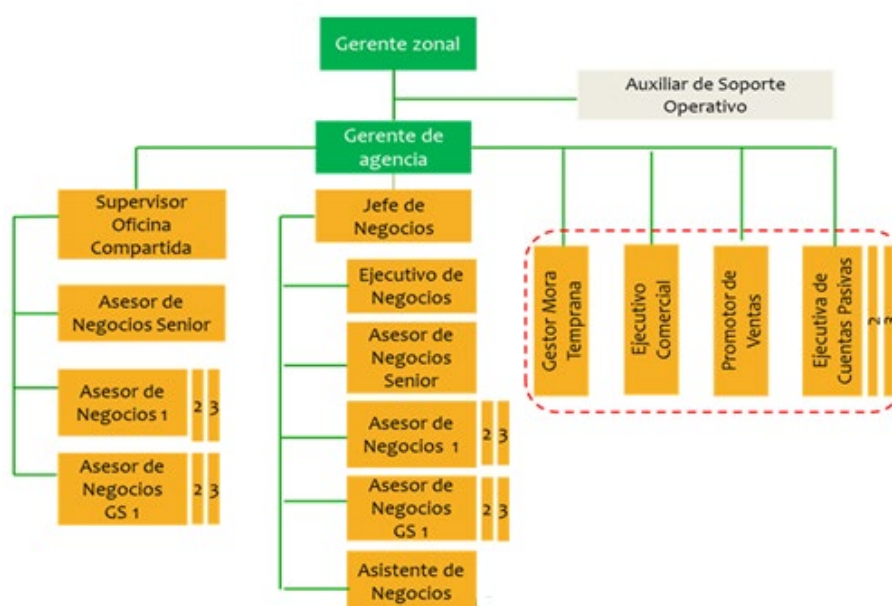 Gerente zonal
Auxiliar de Soporte
Operativo
Gerente de
agencia
Supervisor
Oficina
Compartida
Asesor de
Negocios Senior
Asesor de
Negocios 1
2
3
Asesor de
Negocios
GS 1
2
3
Jefe de
Negocios
Ejecutivo de
Negocios
Asesor de
Negocios
Senior
Asesor de
Negocios 1
2
3
Asesor de
Negocios
GS 1
2
3
Asistente de
Negocios
Gestor Mora
Temprana
Ejecutivo
Comercial
Promotor de
Ventas
Ejecutiva de
Cuentas Pasivas
2
3